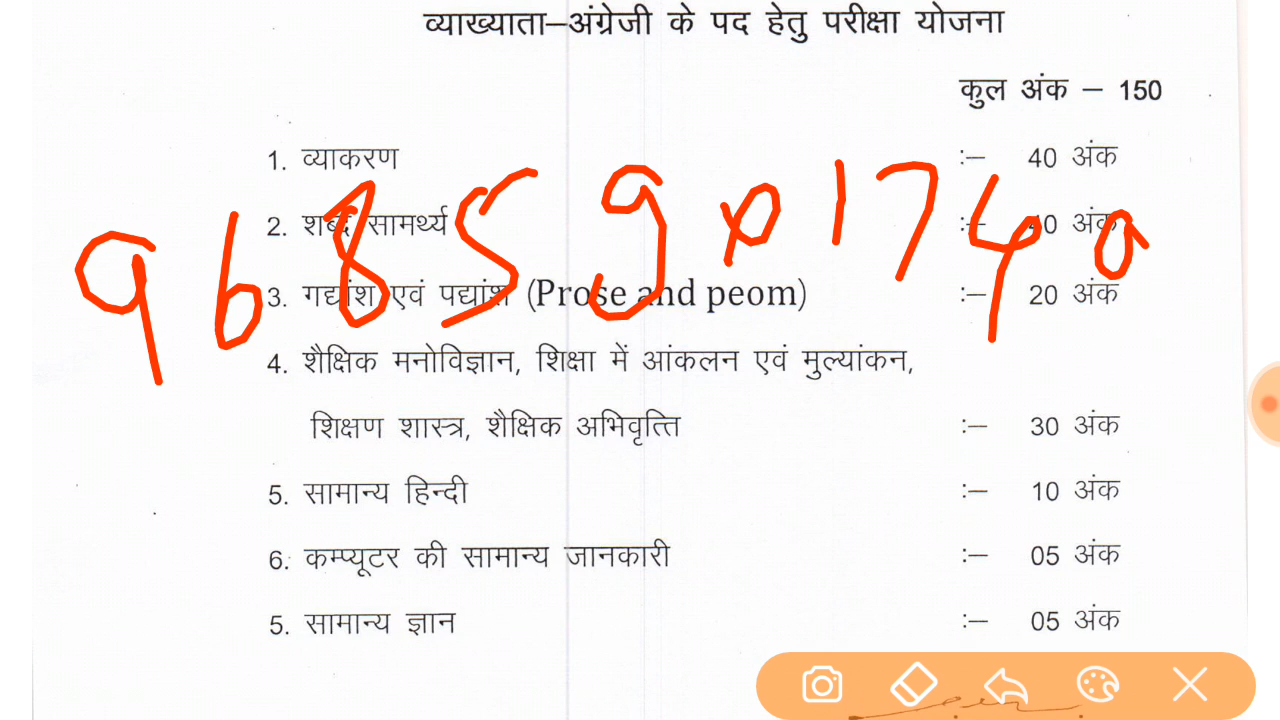 व्याख्याता–अंग्रेजी के पद हेतु परीक्षा योजना
कुल अंक – 150
1. व्याकरण :– 40 अंक
2. शब्द सामर्थ्य :– 40 अंक
9685901740
3. गद्यांश एवं पद्यांश (Prose and peom) :– 20 अंक
4. शैक्षिक मनोविज्ञान, शिक्षा में आंकलन एवं मुल्यांकन,
शिक्षण शास्त्र, शैक्षिक अभिवृत्ति :– 30 अंक
5. सामान्य हिन्दी :– 10 अंक
6. कम्प्यूटर की सामान्य जानकारी :– 05 अंक
5. सामान्य ज्ञान :– 05 अंक